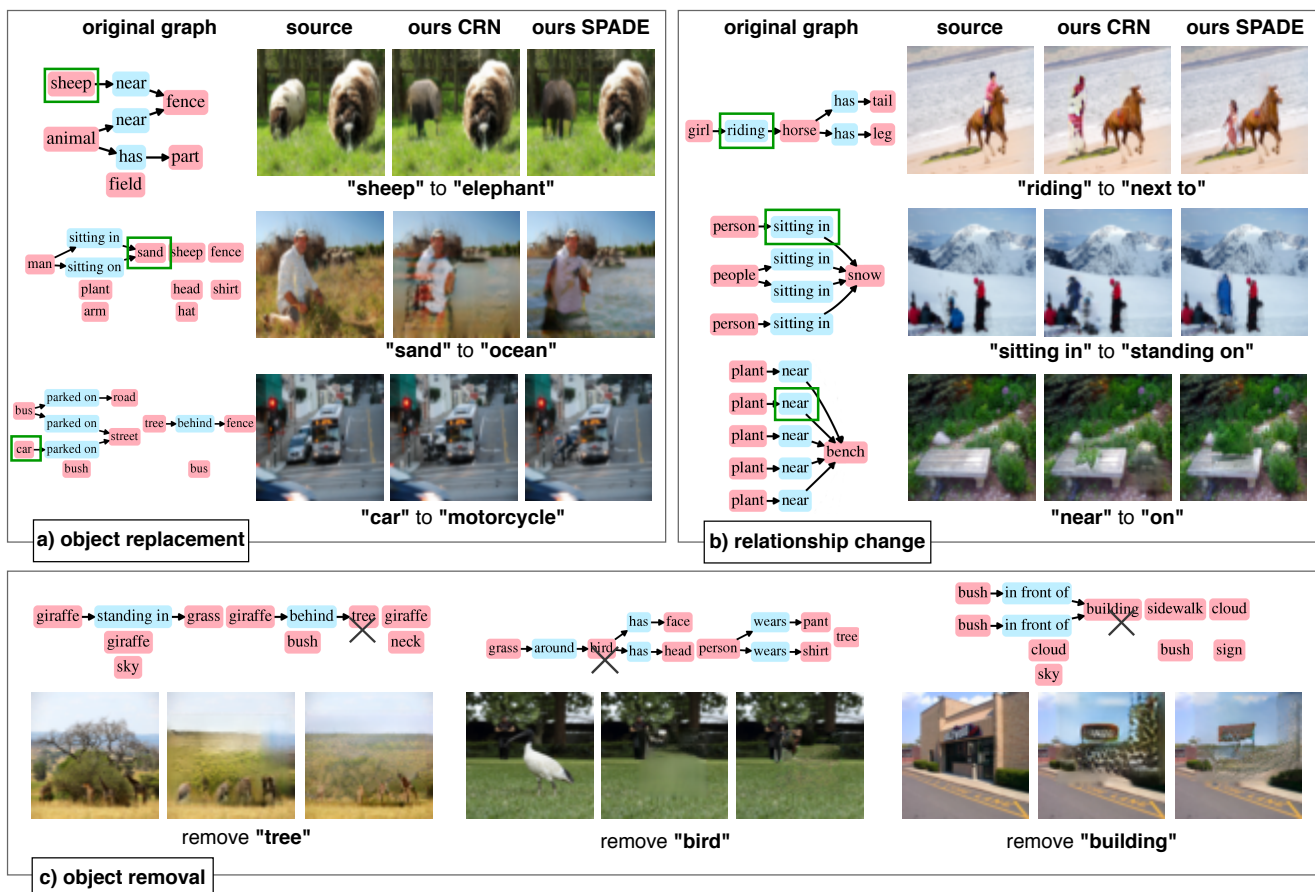 original graph source ours CRN ours SPADE
sheep near
fence
near
animal
has part
field
"sheep" to "elephant"
sitting in
sand sheep fence
man
sitting on
plant head shirt
arm hat
"sand" to "ocean"
parked on road
bus
parked on tree behind fence
street
car parked on
bush bus
"car" to "motorcycle"
a) object replacement
original graph source ours CRN ours SPADE
has tail
girl riding horse
has leg
"riding" to "next to"
person sitting in
sitting in
people snow
sitting in
person sitting in
"sitting in" to "standing on"
plant near
plant near
plant near
bench
plant near
plant near
"near" to "on"
b) relationship change
giraffe standing in grass giraffe behind tree giraffe
giraffe bush neck
sky
remove "tree"
has face wears pant
tree
grass around bird has head person wears shirt
remove "bird"
bush in front of
building sidewalk cloud
bush in front of
cloud bush sign
sky
remove "building"
c) object removal